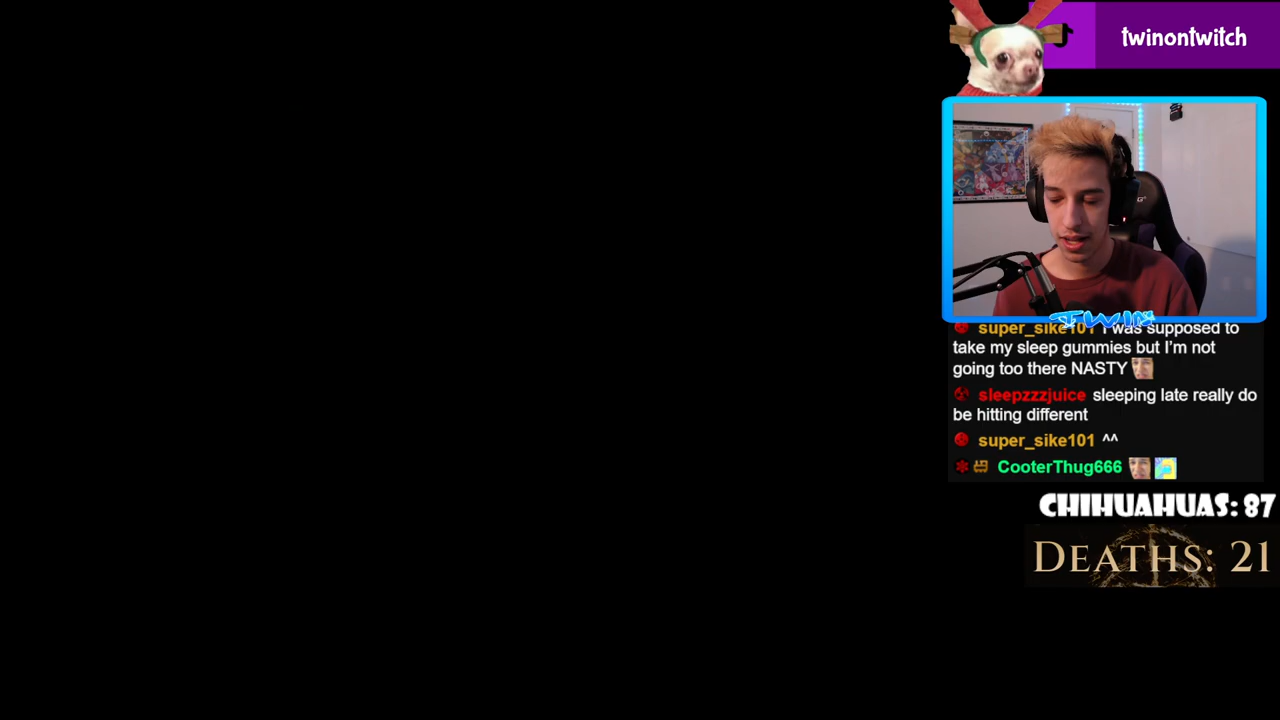 twinontwitch
TWIN
super_sike101 I was supposed to
take my sleep gummies but I'm not
going too there NASTY
sleepzzzjuice sleeping late really do
be hitting different
super_sike101 ^^
CooterThug666
CHIHUAHUAS: 87
DEATHS: 21